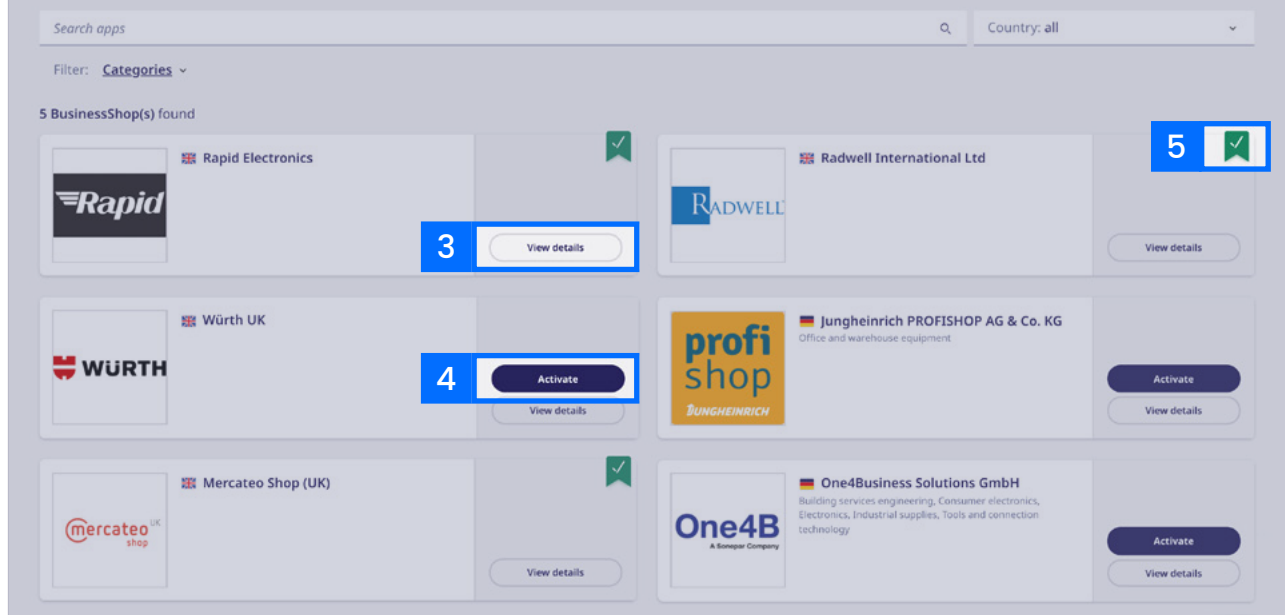 Search apps
Country: all
Filter: Categories
5 BusinessShop(s) found
Rapid Electronics
Rapid
3
View details
Radwell International Ltd
RADWELL
5
View details
Würth UK
WÜRTH
4
Activate
View details
Jungheinrich PROFISHOP AG & Co. KG
Office and warehouse equipment
profi
shop
JUNGHEINRICH
Activate
View details
Mercateo Shop (UK)
mercateo UK
shop
View details
One4Business Solutions GmbH
Building services engineering, Consumer electronics,
Electronics, Industrial supplies, Tools and connection
technology
One4B
A Sonepar Company
Activate
View details